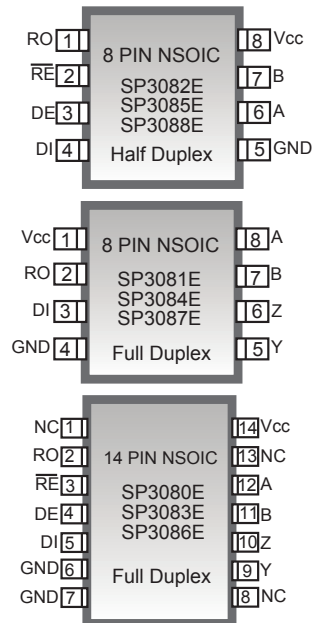 RO 1 8 Vcc
8 PIN NSOIC
RE 2 7 B
SP3082E
DE 3 SP3085E 6 A
SP3088E
DI 4 Half Duplex 5 GND
Vcc 1 8 A
8 PIN NSOIC
RO 2 7 B
SP3081E
DI 3 SP3084E 6 Z
SP3087E
GND 4 Full Duplex 5 Y
NC 1 14 Vcc
RO 2 14 PIN NSOIC 13 NC
RE 3 SP3080E 12 A
DE 4 SP3083E 11 B
DI 5 SP3086E 10 Z
GND 6 Full Duplex 9 Y
GND 7 8 NC